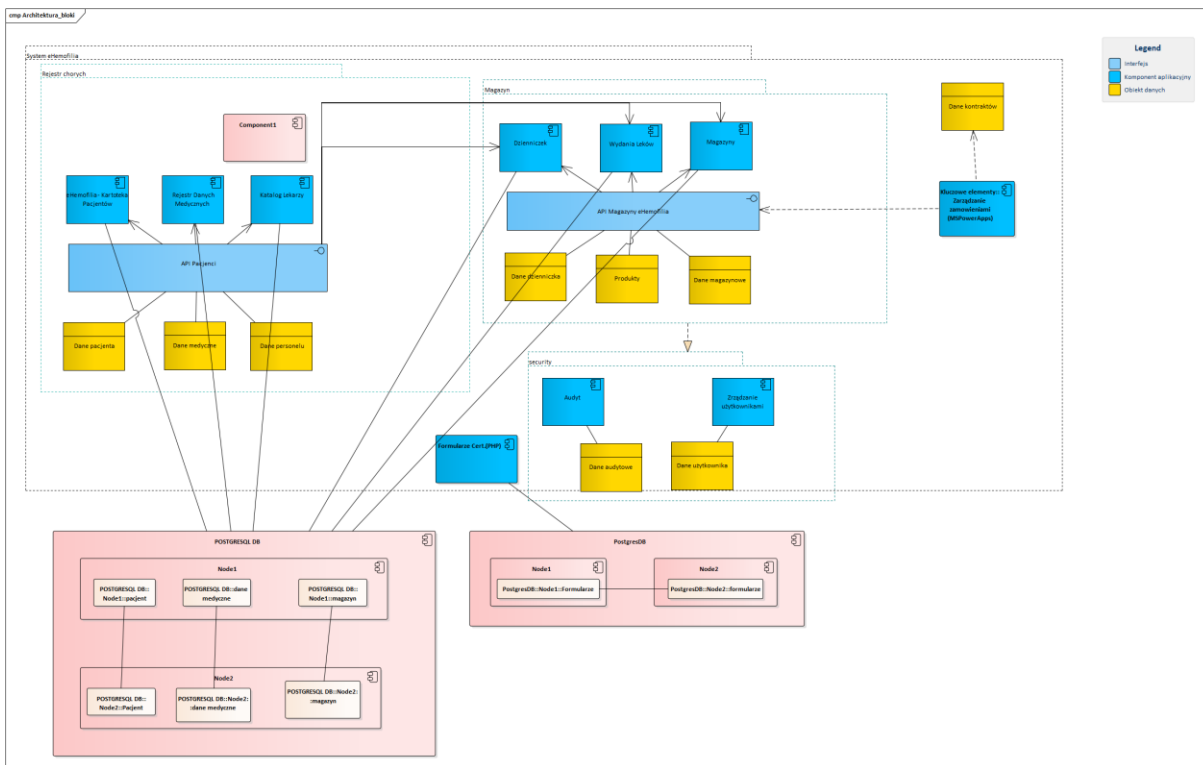 cmp Architektura_bloki
System eHemofilia
Rejestr chorych
Component1
eHemofilia - Kartoteka
Pacjentów
Rejestr Danych
Medycznych
Katalog Lekarzy
API Pacjenci
Dane pacjenta
Dane medyczne
Dane personelu
Magazyn
Dzienniczek
Wydania Leków
Magazyny
API Magazyny eHemofilia
Dane dzienniczka
Produkty
Dane magazynowe
Dane kontraktów
Kluczowe elementy::
Zarządzanie
zamowieniami
(MSPowerApps)
Legend
Interfejs
Komponent aplikacyjny
Obiekt danych
security
Audyt
Zrządzanie
użytkownikami
Dane audytowe
Dane użytkownika
Formularze Cert.(PHP)
POSTGRESQL DB
Node1
POSTGRESQL DB::
Node1::pacjent
POSTGRESQL DB::dane
medyczne
POSTGRESQL DB::
Node1::magazyn
Node2
POSTGRESQL DB::
Node2::Pacjent
POSTGRESQL DB::Node2:
:dane medyczne
POSTGRESQL DB::Node2:
:magazyn
PostgresDB
Node1
PostgresDB::Node1::Formularze
Node2
PostgresDB::Node2::formularze